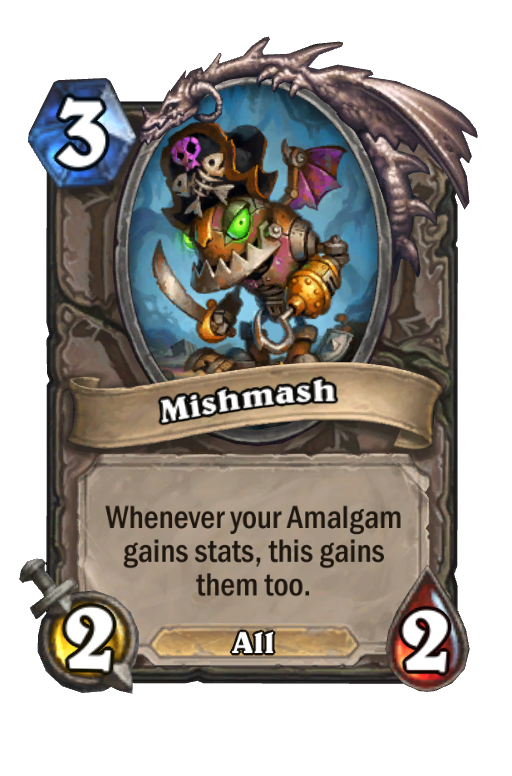 3
Mishmash
Whenever your Amalgam
gains stats, this gains
them too.
2
All
2